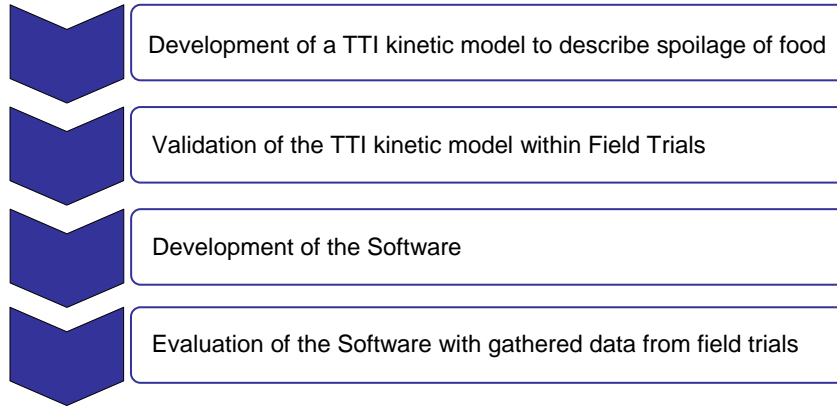 Development of a TTI kinetic model to describe spoilage of food
Validation of the TTI kinetic model within Field Trials
Development of the Software
Evaluation of the Software with gathered data from field trials